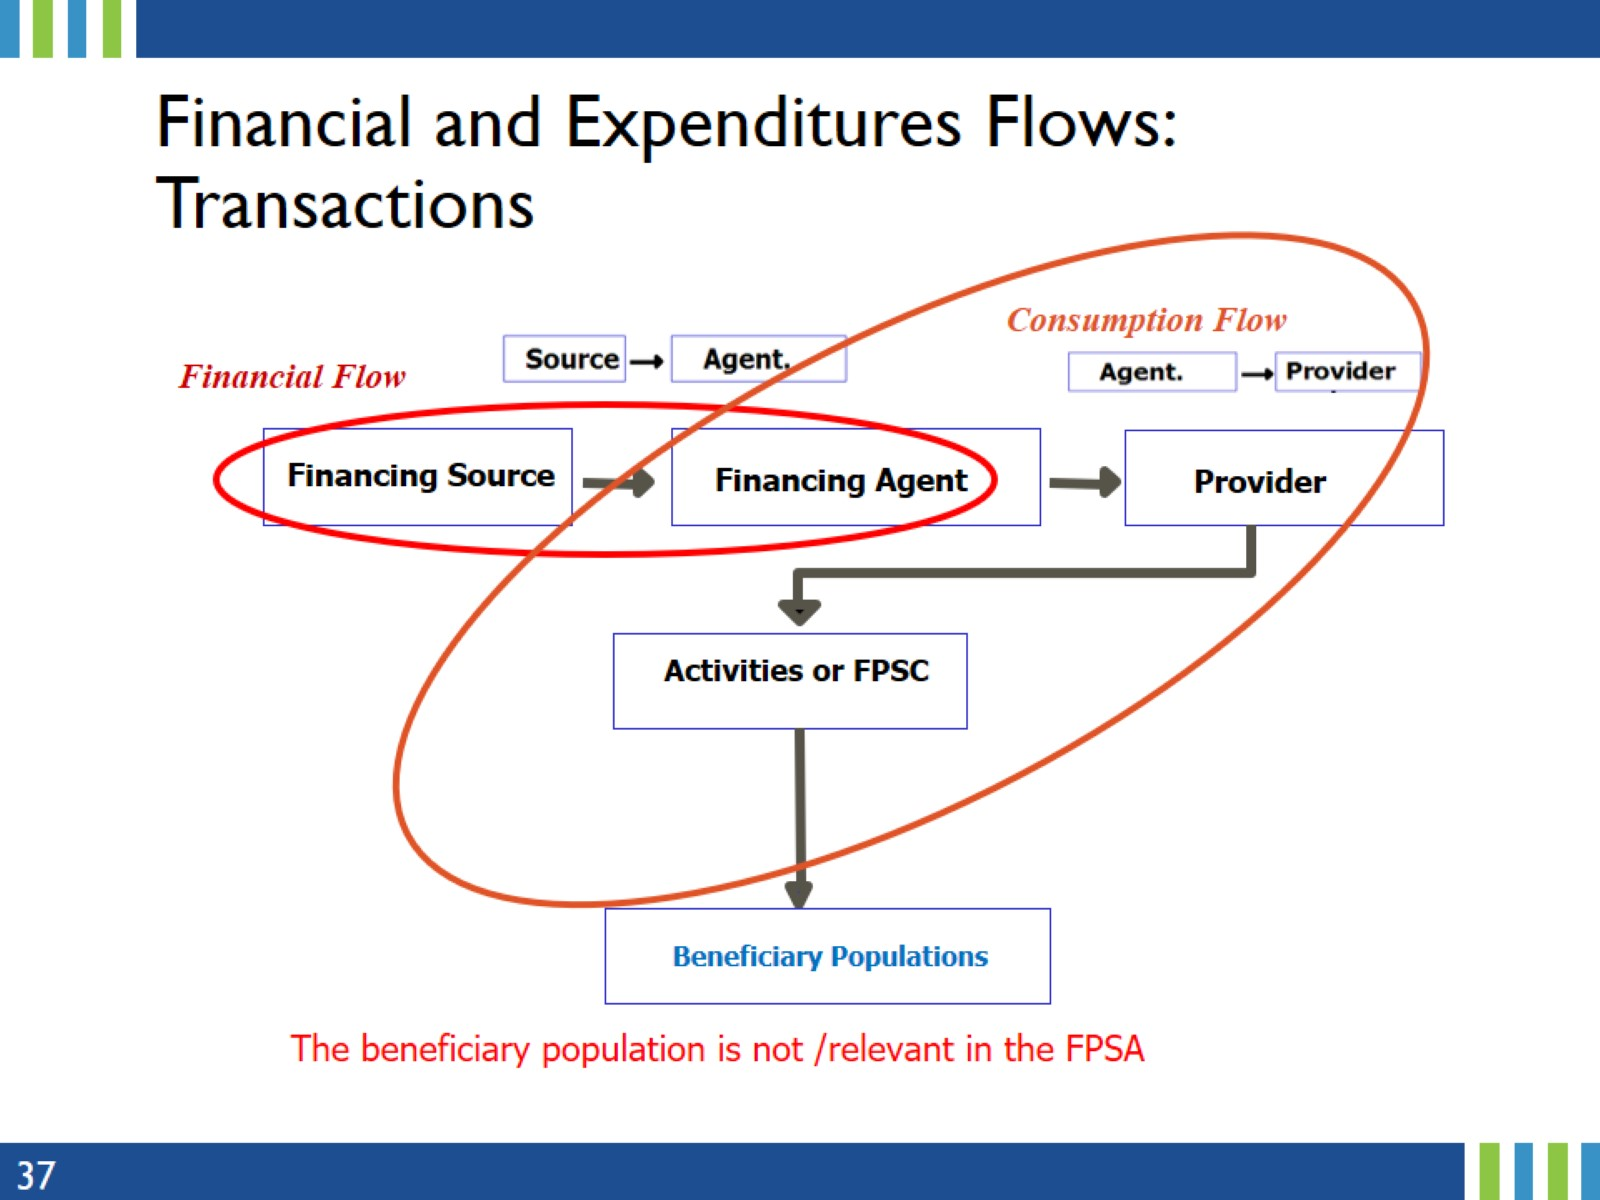 Financial and Expenditures Flows:
Transactions
Consumption Flow
Source
Agent.
Financial Flow
Agent.
Provider
Financing Source
Financing Agent
Provider
Activities or FPSC
Beneficiary Populations
The beneficiary population is not /relevant in the FPSA
37